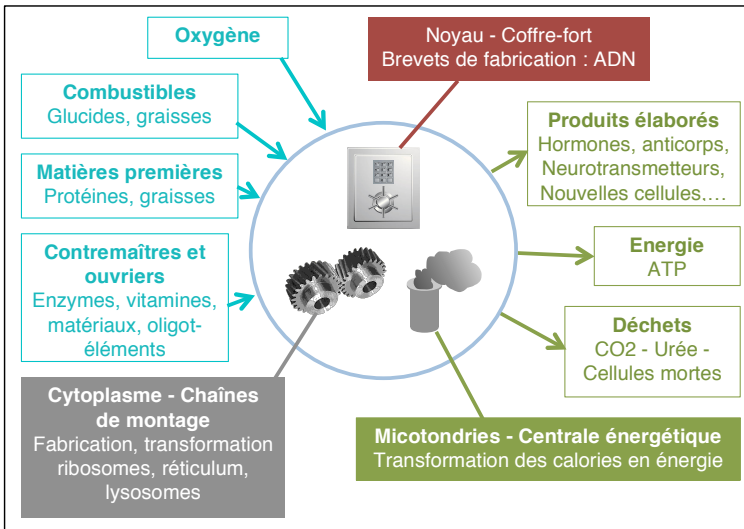 Oxygène
Noyau - Coffre-fort
Brevets de fabrication : ADN
Combustibles
Glucides, graisses
Matières premières
Protéines, graisses
Contremaîtres et
ouvriers
Enzymes, vitamines,
matériaux, oligot-
éléments
Cytoplasme - Chaînes
de montage
Fabrication, transformation
ribosomes, réticulum,
lysosomes
Produits élaborés
Hormones, anticorps,
Neurotransmetteurs,
Nouvelles cellules,...
Energie
ATP
Déchets
CO2 - Urée -
Cellules mortes
Micotondries - Centrale énergétique
Transformation des calories en énergie